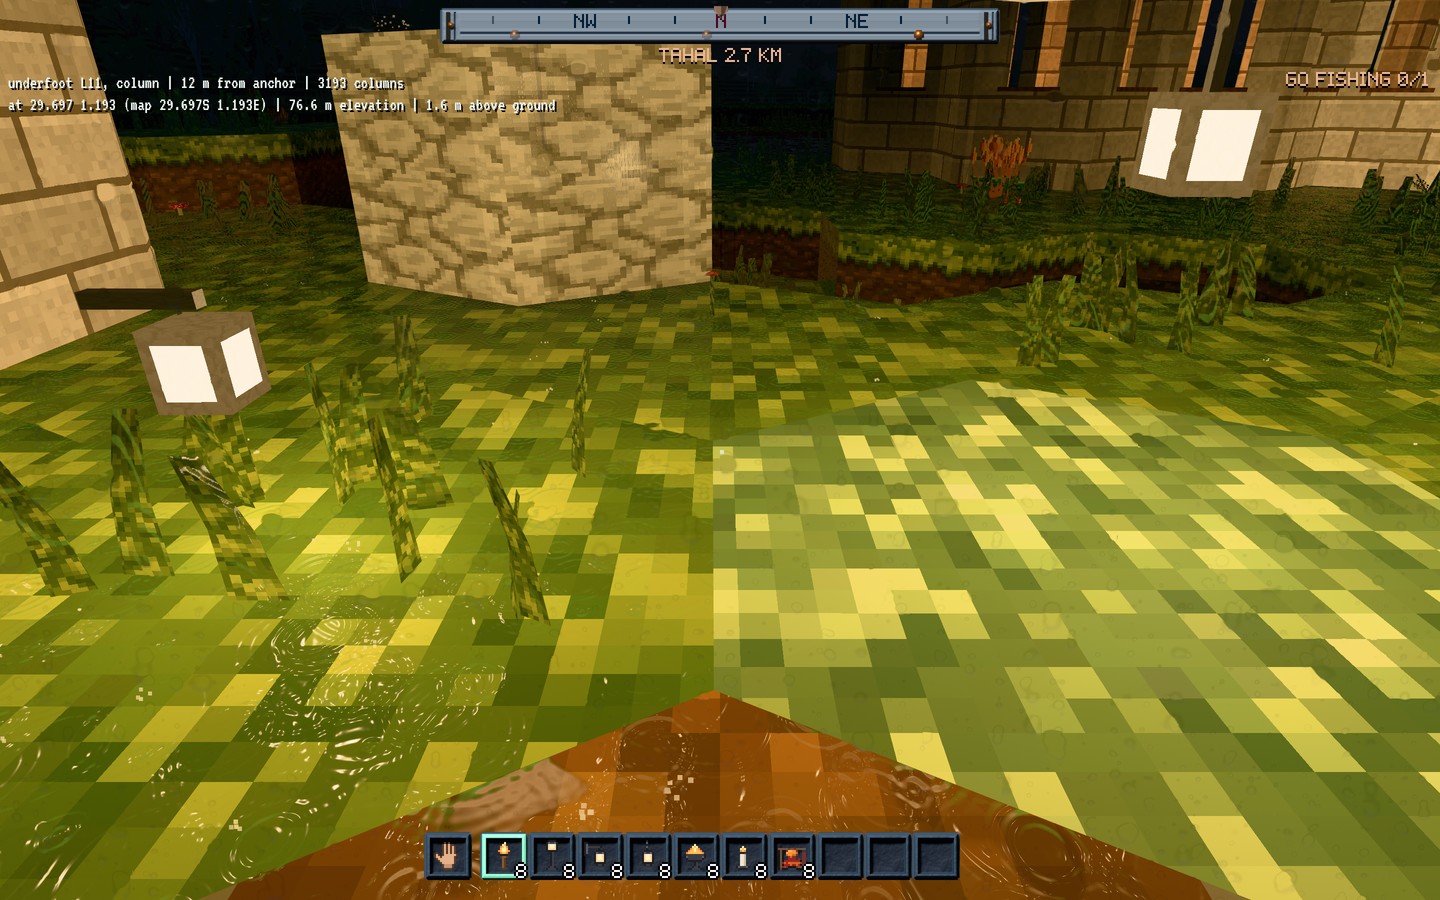 NW N NE
TAHAL 2.7 KM
underfoot L11, column | 12 m from anchor | 3193 columns
GO FISHING 0/1
at 29.697 1.193 (map 29.697S 1.193E) | 76.6 m elevation | 1.6 m above ground
8 8 8 8 8 8 8